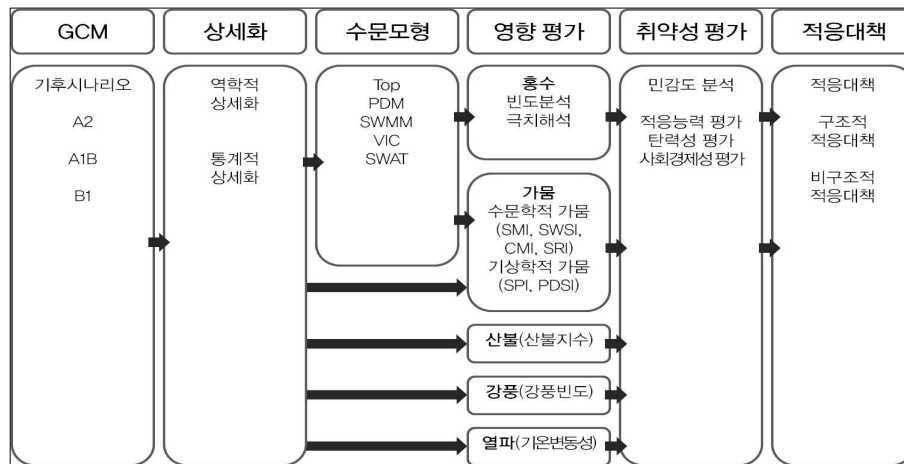 GCM
상세화
수문모형
영향 평가
취약성 평가
적응대책
기후시나리오
A2
A1B
B1
역학적
상세화
통계적
상세화
Top
PDM
SWMM
VIC
SWAT
홍수
빈도분석
극치해석
가뭄
수문학적 가뭄
(SMI, SWSI,
CMI, SRI)
기상학적 가뭄
(SPI, PDSI)
산불(산불지수)
강풍(강풍빈도)
열파(기온변동성)
민감도 분석
적응능력 평가
탄력성 평가
사회경제성 평가
적응대책
구조적
적응대책
비구조적
적응대책